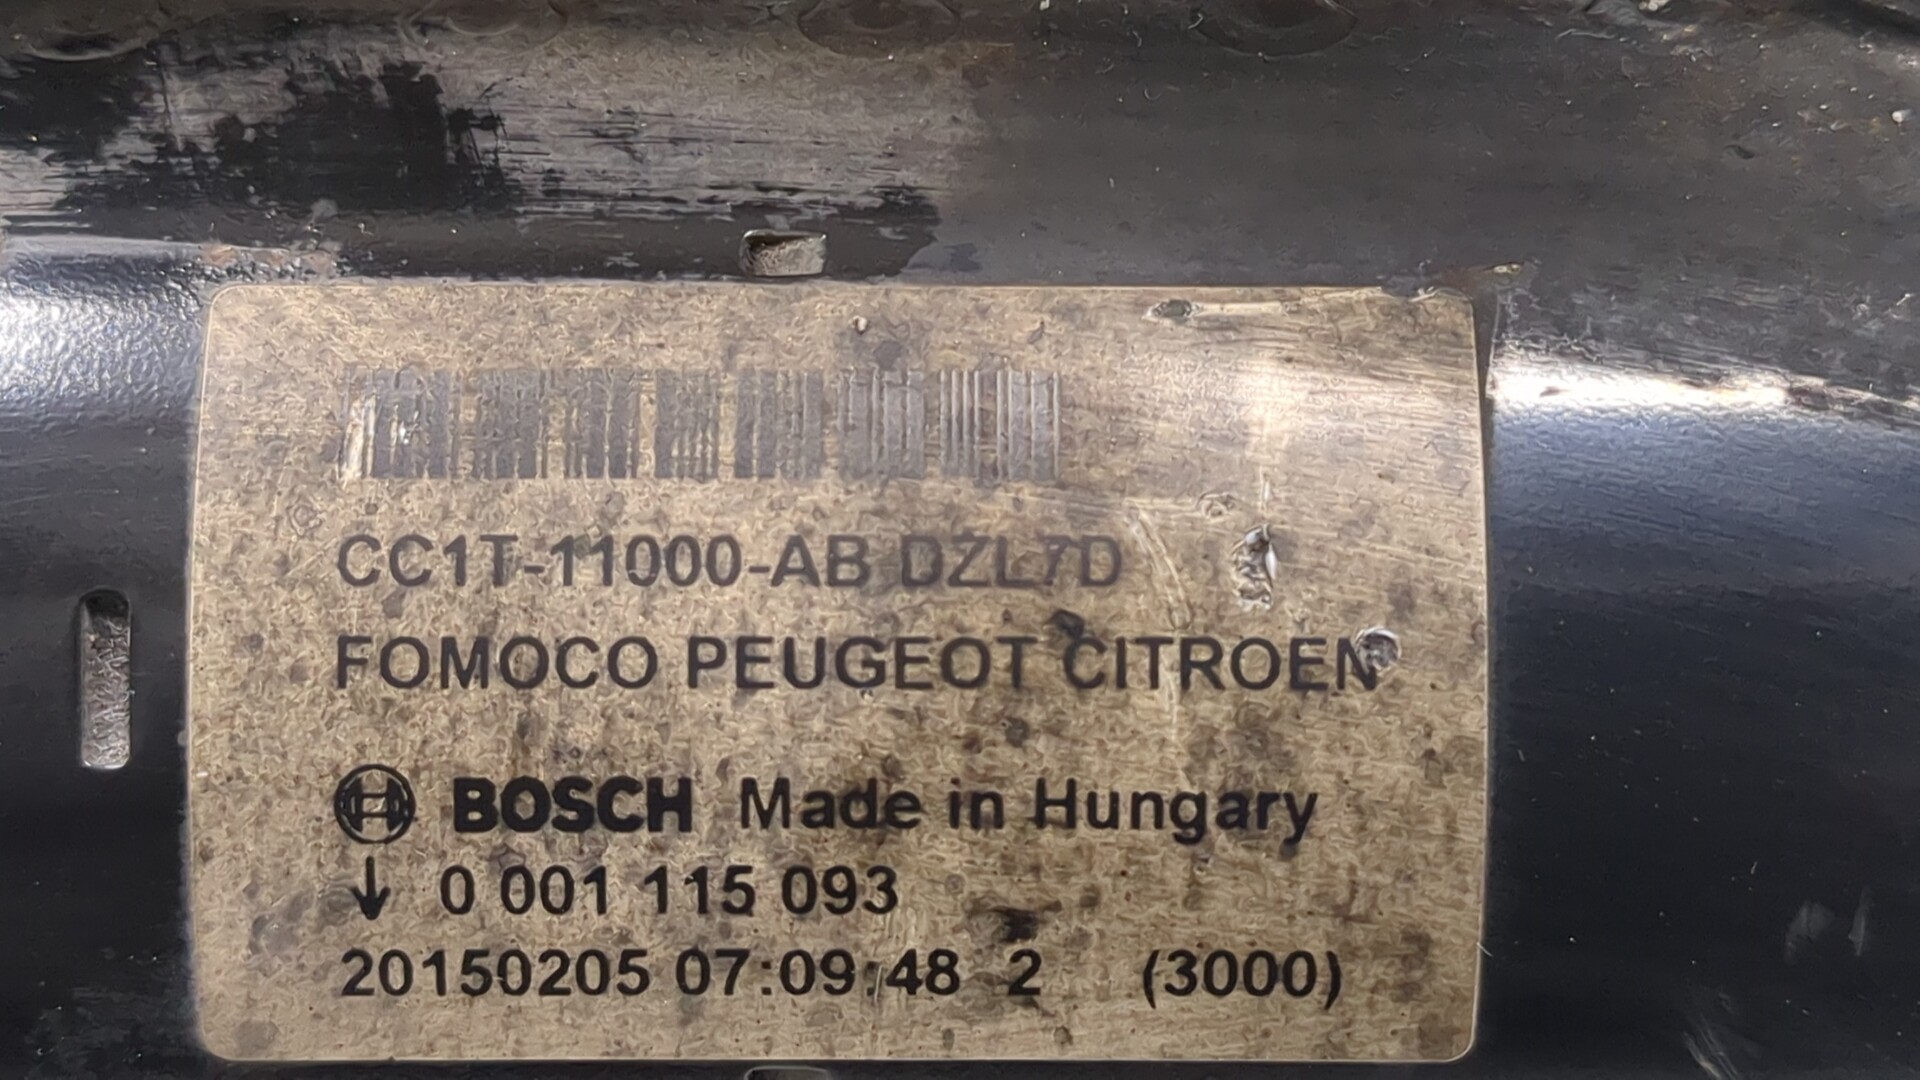 CC1T-11000-AB DZL7D
FOMOCO PEUGEOT CITROEN
BOSCH Made in Hungary
↓ 0 001 115 093
20150205 07:09:48 2 (3000)